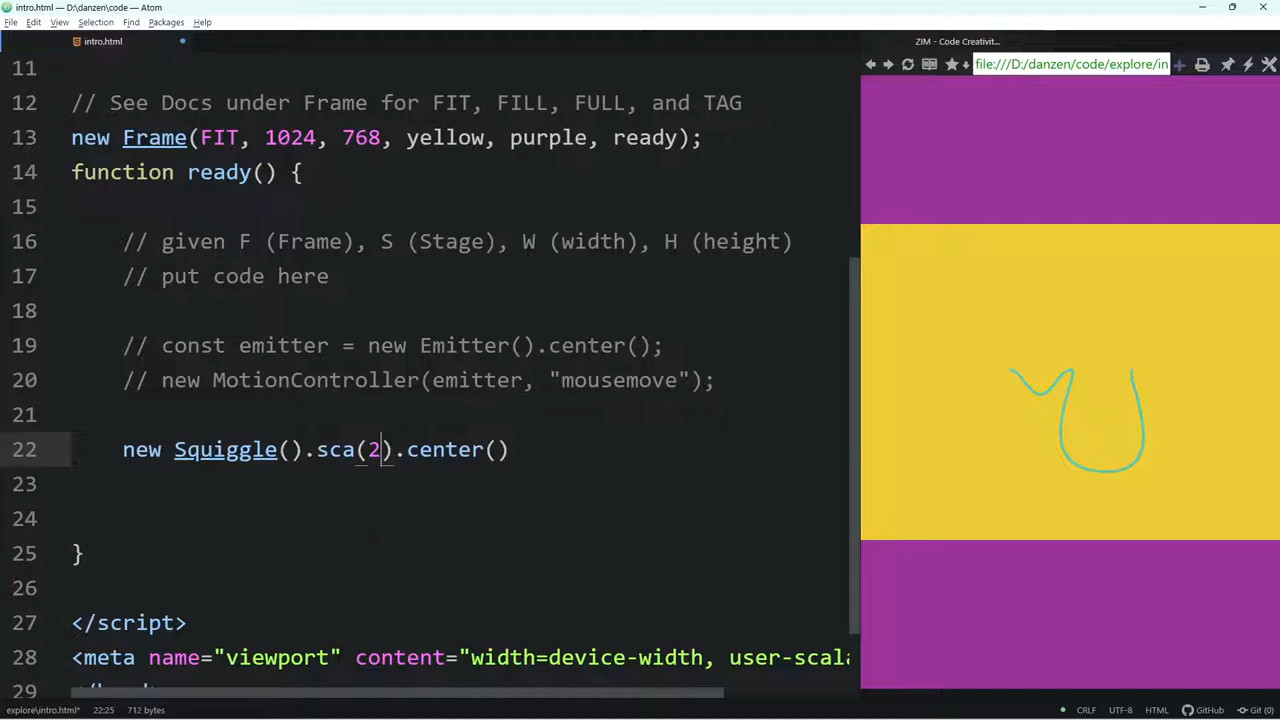 intro.html — D:\danzen\code — Atom
File Edit View Selection Find Packages Help
intro.html
ZIM - Code Creativit...
file:///D:/danzen/code/explore/in
11
12 // See Docs under Frame for FIT, FILL, FULL, and TAG
13 new Frame(FIT, 1024, 768, yellow, purple, ready);
14 function ready() {
15
16 // given F (Frame), S (Stage), W (width), H (height)
17 // put code here
18
19 // const emitter = new Emitter().center();
20 // new MotionController(emitter, "mousemove");
21
22 new Squiggle().sca(2).center()
23
24
25 }
26
27 </script>
28 <meta name="viewport" content="width=device-width, user-scala
29
explore\intro.html* 22:25 712 bytes
CRLF UTF-8 HTML GitHub Git (0)